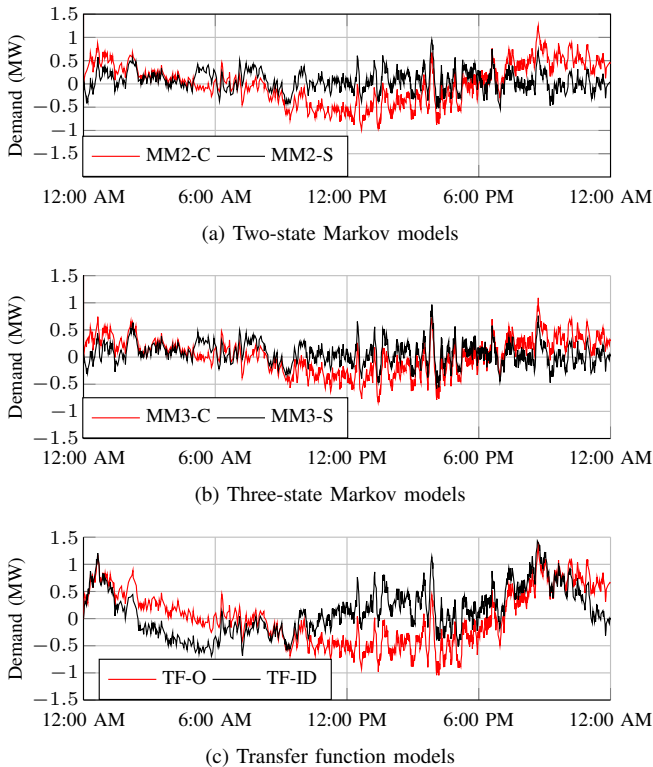 1.5
1
0.5
0
−0.5
−1
−1.5
Demand (MW)
MM2-C MM2-S
12:00 AM 6:00 AM 12:00 PM 6:00 PM 12:00 AM
(a) Two-state Markov models
1.5
1
0.5
0
−0.5
−1
−1.5
Demand (MW)
MM3-C MM3-S
12:00 AM 6:00 AM 12:00 PM 6:00 PM 12:00 AM
(b) Three-state Markov models
1.5
1
0.5
0
−0.5
−1
−1.5
Demand (MW)
TF-O TF-ID
12:00 AM 6:00 AM 12:00 PM 6:00 PM 12:00 AM
(c) Transfer function models